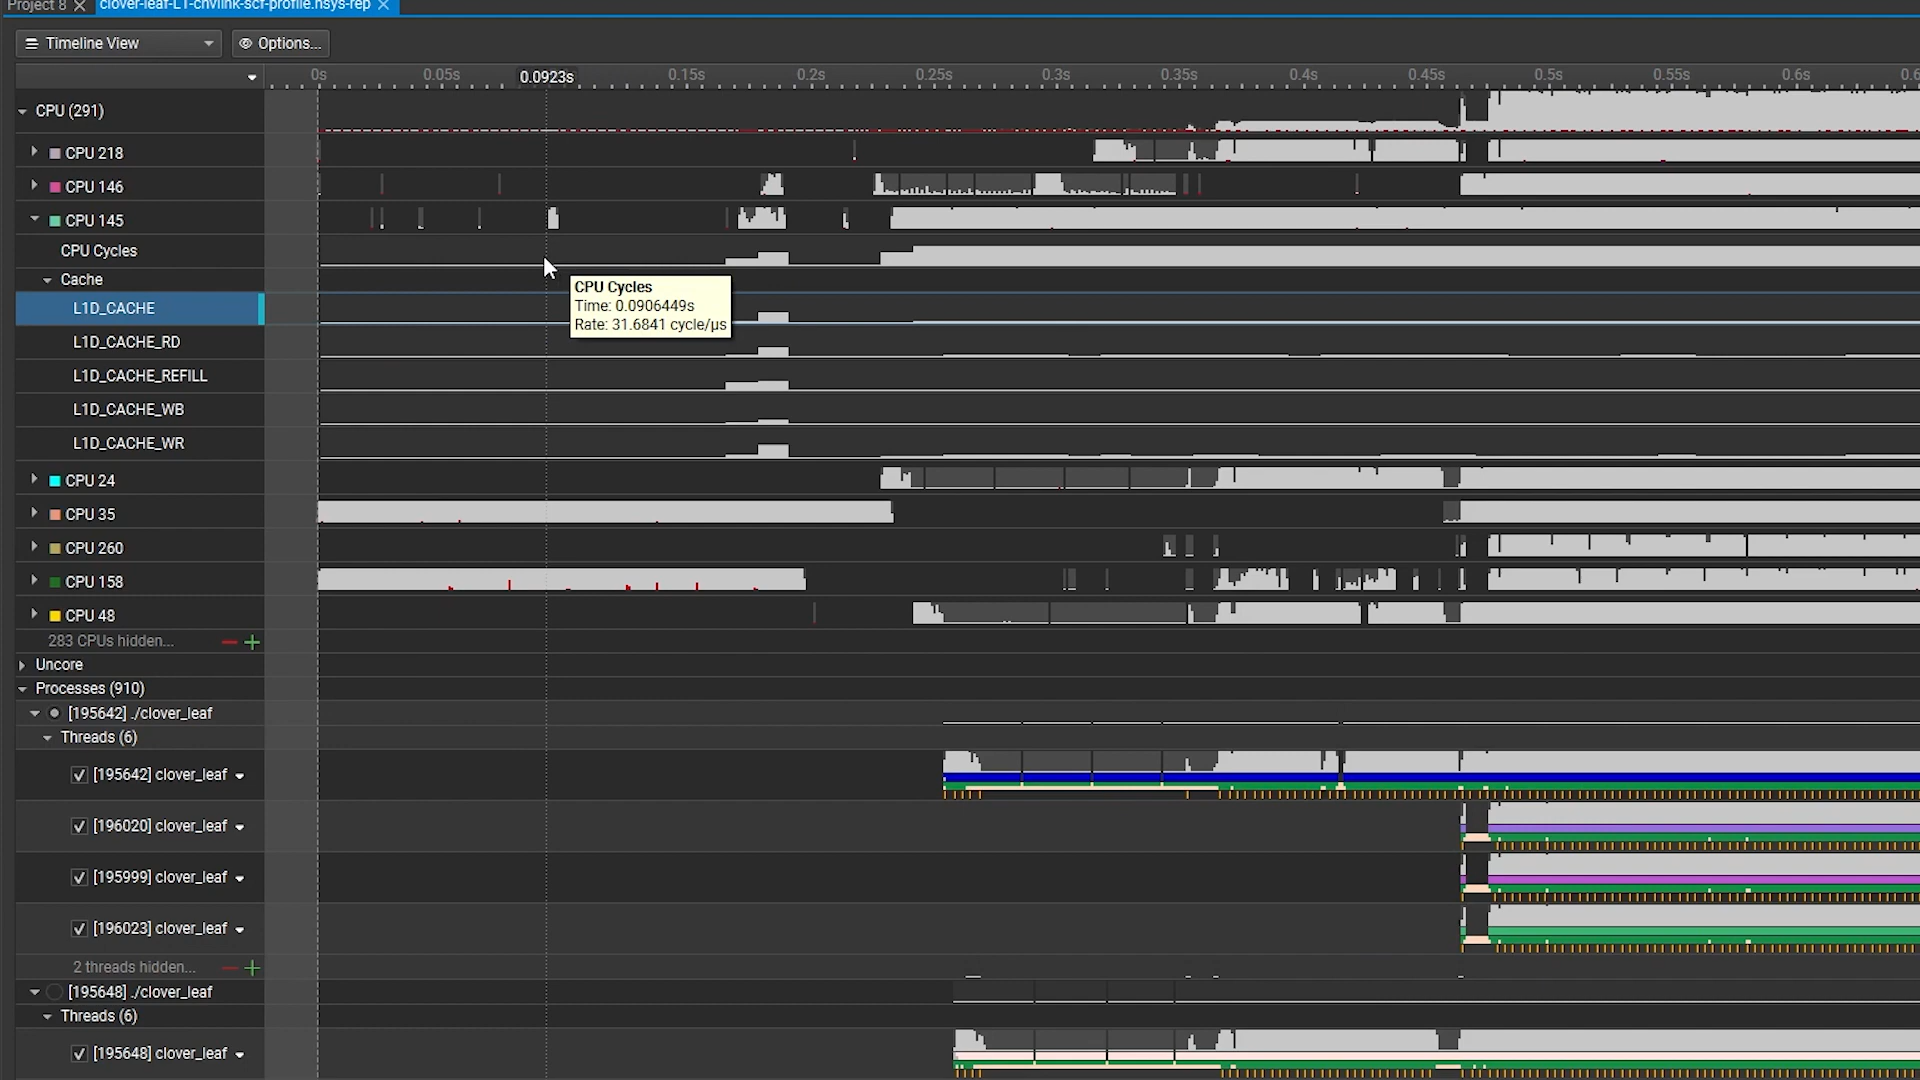 Project 8
clover-leaf-L1-cnvlink-scf-profile.nsys-rep
Timeline View
Options...
0s 0.05s 0.0923s 0.15s 0.2s 0.25s 0.3s 0.35s 0.4s 0.45s 0.5s 0.55s 0.6s
CPU (291)
CPU 218
CPU 146
CPU 145
CPU Cycles
Cache
CPU Cycles
Time: 0.0906449s
Rate: 31.6841 cycle/µs
L1D_CACHE
L1D_CACHE_RD
L1D_CACHE_REFILL
L1D_CACHE_WB
L1D_CACHE_WR
CPU 24
CPU 35
CPU 260
CPU 158
CPU 48
283 CPUs hidden...
Uncore
Processes (910)
[195642] ./clover_leaf
Threads (6)
[195642] clover_leaf
[196020] clover_leaf
[195999] clover_leaf
[196023] clover_leaf
2 threads hidden...
[195648] ./clover_leaf
Threads (6)
[195648] clover_leaf